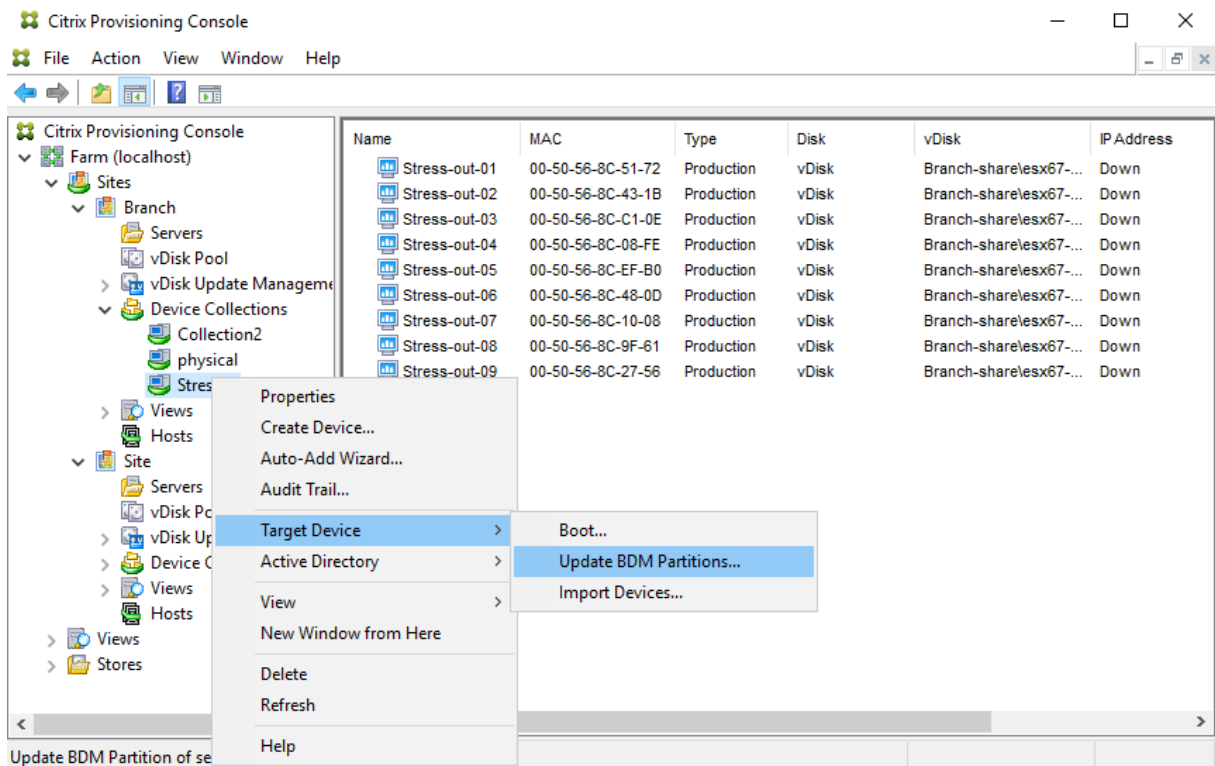 Citrix Provisioning Console
File Action View Window Help
Citrix Provisioning Console
Farm (localhost)
Sites
Branch
Servers
vDisk Pool
vDisk Update Manageme
Device Collections
Collection2
physical
Stres
Views
Hosts
Site
Servers
vDisk Po
vDisk Up
Device C
Views
Hosts
Views
Stores
Name MAC Type Disk vDisk IP Address
Stress-out-01 00-50-56-8C-51-72 Production vDisk Branch-share\esx67-... Down
Stress-out-02 00-50-56-8C-43-1B Production vDisk Branch-share\esx67-... Down
Stress-out-03 00-50-56-8C-C1-0E Production vDisk Branch-share\esx67-... Down
Stress-out-04 00-50-56-8C-08-FE Production vDisk Branch-share\esx67-... Down
Stress-out-05 00-50-56-8C-EF-B0 Production vDisk Branch-share\esx67-... Down
Stress-out-06 00-50-56-8C-48-0D Production vDisk Branch-share\esx67-... Down
Stress-out-07 00-50-56-8C-10-08 Production vDisk Branch-share\esx67-... Down
Stress-out-08 00-50-56-8C-9F-61 Production vDisk Branch-share\esx67-... Down
Stress-out-09 00-50-56-8C-27-56 Production vDisk Branch-share\esx67-... Down
Properties
Create Device...
Auto-Add Wizard...
Audit Trail...
Target Device
Active Directory
View
New Window from Here
Delete
Refresh
Help
Boot...
Update BDM Partitions...
Import Devices...
Update BDM Partition of se